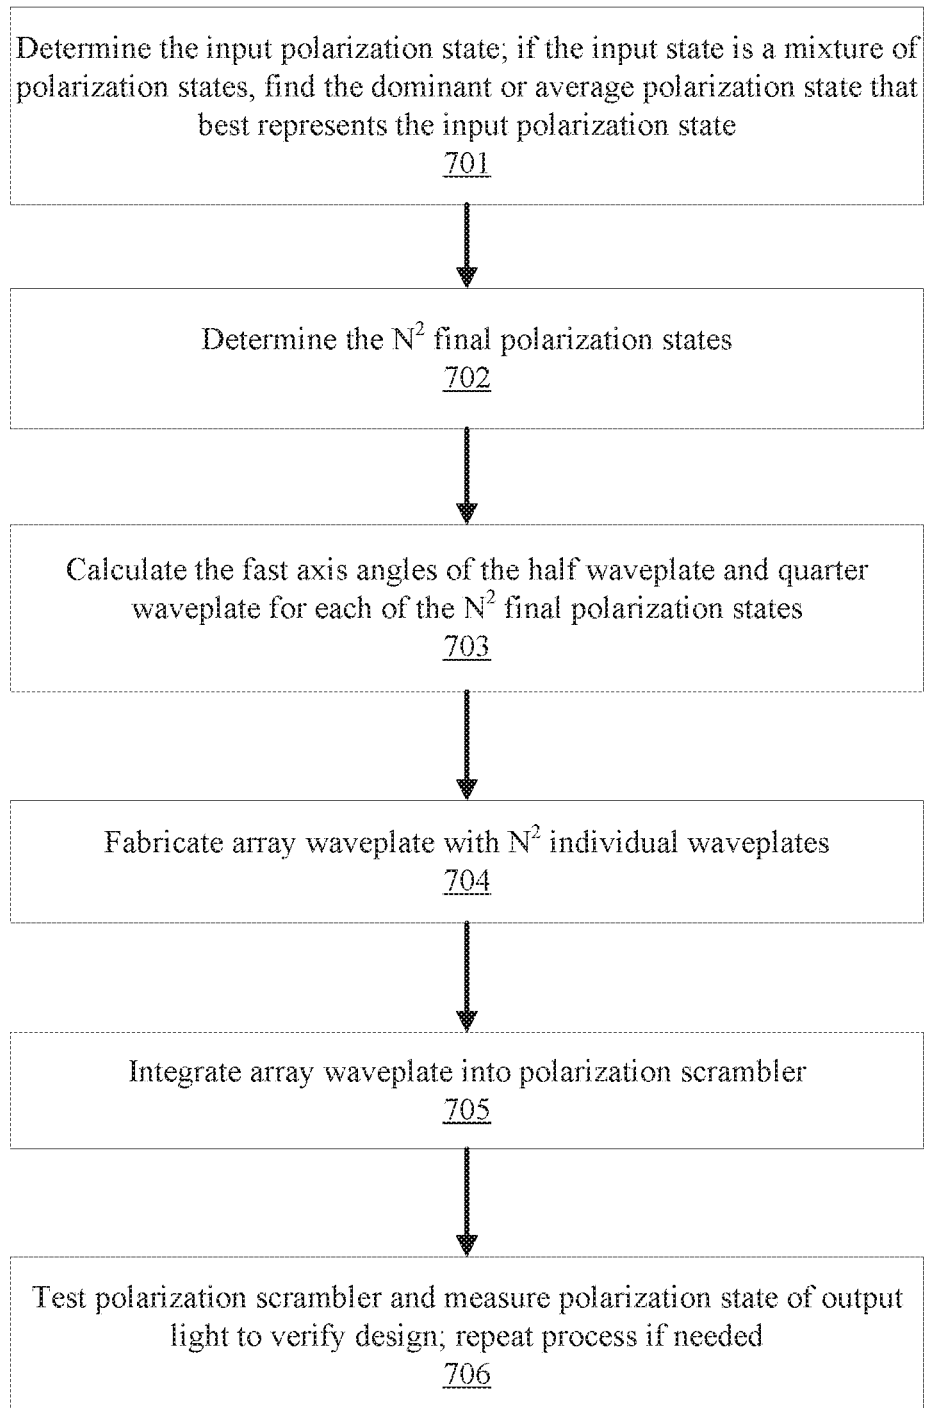 Determine the input polarization state; if the input state is a mixture of
polarization states, find the dominant or average polarization state that
best represents the input polarization state
701
Determine the N² final polarization states
702
Calculate the fast axis angles of the half waveplate and quarter
waveplate for each of the N² final polarization states
703
Fabricate array waveplate with N² individual waveplates
704
Integrate array waveplate into polarization scrambler
705
Test polarization scrambler and measure polarization state of output
light to verify design; repeat process if needed
706